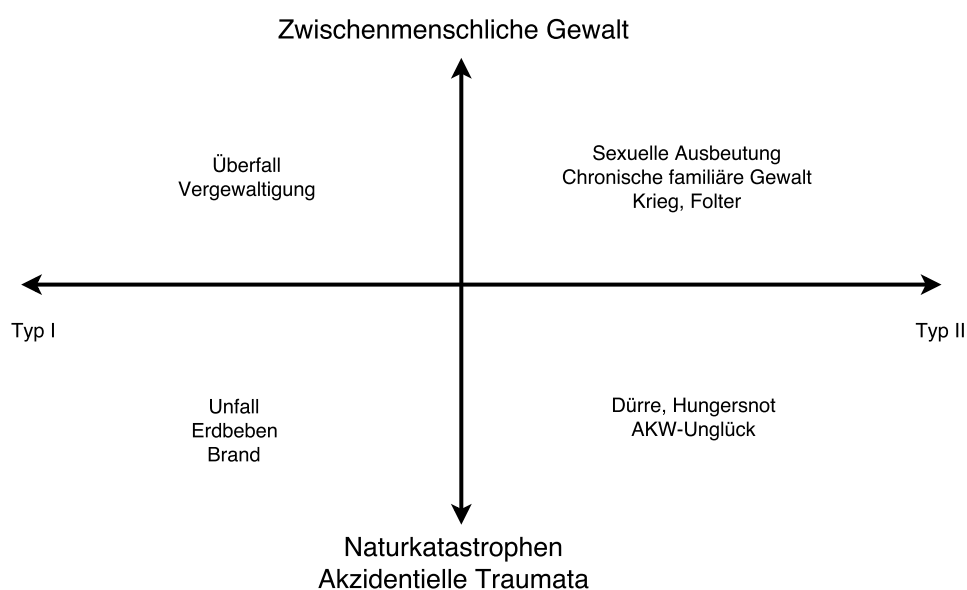 Zwischenmenschliche Gewalt
Überfall
Vergewaltigung
Sexuelle Ausbeutung
Chronische familiäre Gewalt
Krieg, Folter
Typ I
Typ II
Unfall
Erdbeben
Brand
Dürre, Hungersnot
AKW-Unglück
Naturkatastrophen
Akzidentielle Traumata